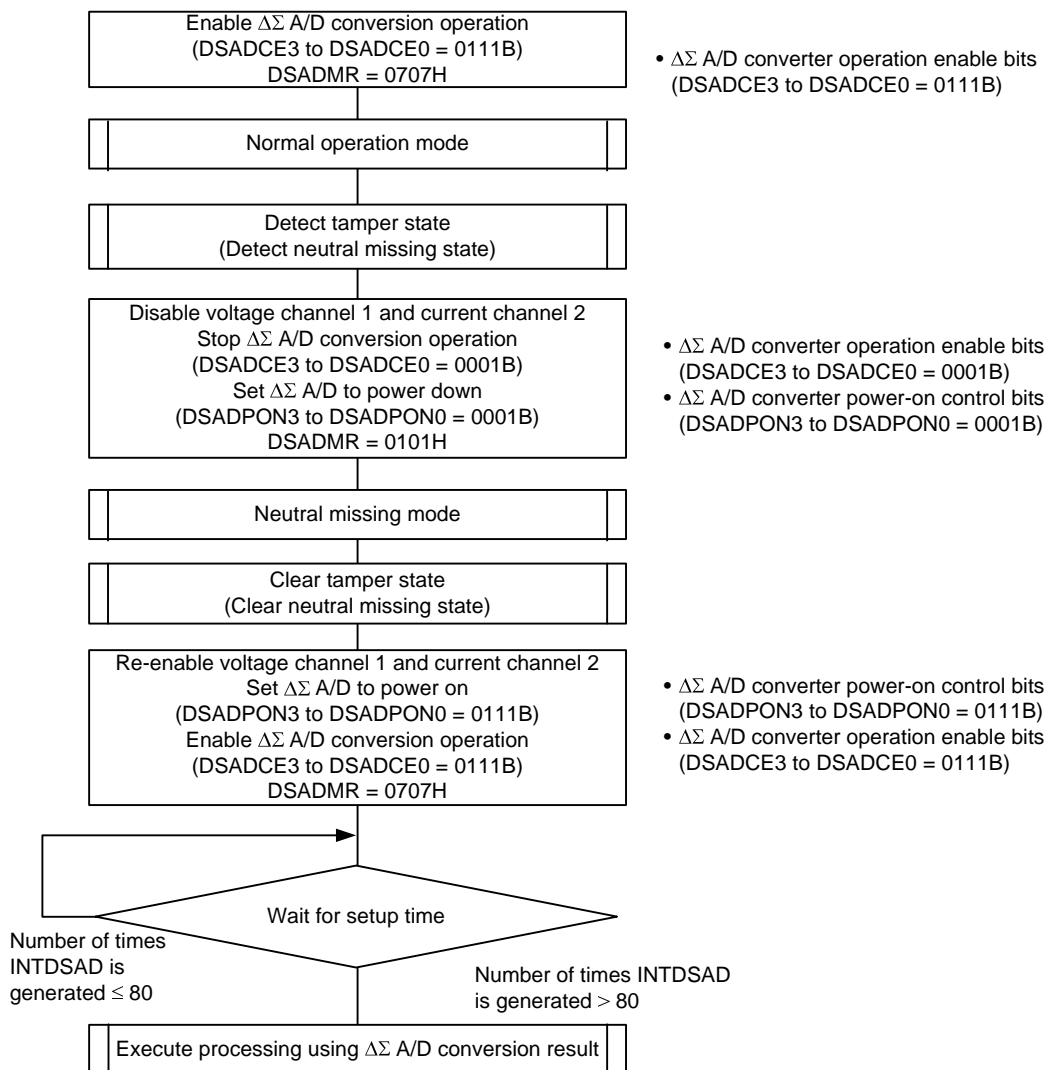 Enable ΔΣ A/D conversion operation
(DSADCE3 to DSADCE0 = 0111B)
DSADMR = 0707H
• ΔΣ A/D converter operation enable bits
(DSADCE3 to DSADCE0 = 0111B)
Normal operation mode
Detect tamper state
(Detect neutral missing state)
Disable voltage channel 1 and current channel 2
Stop ΔΣ A/D conversion operation
(DSADCE3 to DSADCE0 = 0001B)
Set ΔΣ A/D to power down
(DSADPON3 to DSADPON0 = 0001B)
DSADMR = 0101H
• ΔΣ A/D converter operation enable bits
(DSADCE3 to DSADCE0 = 0001B)
• ΔΣ A/D converter power-on control bits
(DSADPON3 to DSADPON0 = 0001B)
Neutral missing mode
Clear tamper state
(Clear neutral missing state)
Re-enable voltage channel 1 and current channel 2
Set ΔΣ A/D to power on
(DSADPON3 to DSADPON0 = 0111B)
Enable ΔΣ A/D conversion operation
(DSADCE3 to DSADCE0 = 0111B)
DSADMR = 0707H
• ΔΣ A/D converter power-on control bits
(DSADPON3 to DSADPON0 = 0111B)
• ΔΣ A/D converter operation enable bits
(DSADCE3 to DSADCE0 = 0111B)
Wait for setup time
Number of times
INTDSAD is
generated ≤ 80
Number of times INTDSAD
is generated > 80
Execute processing using ΔΣ A/D conversion result